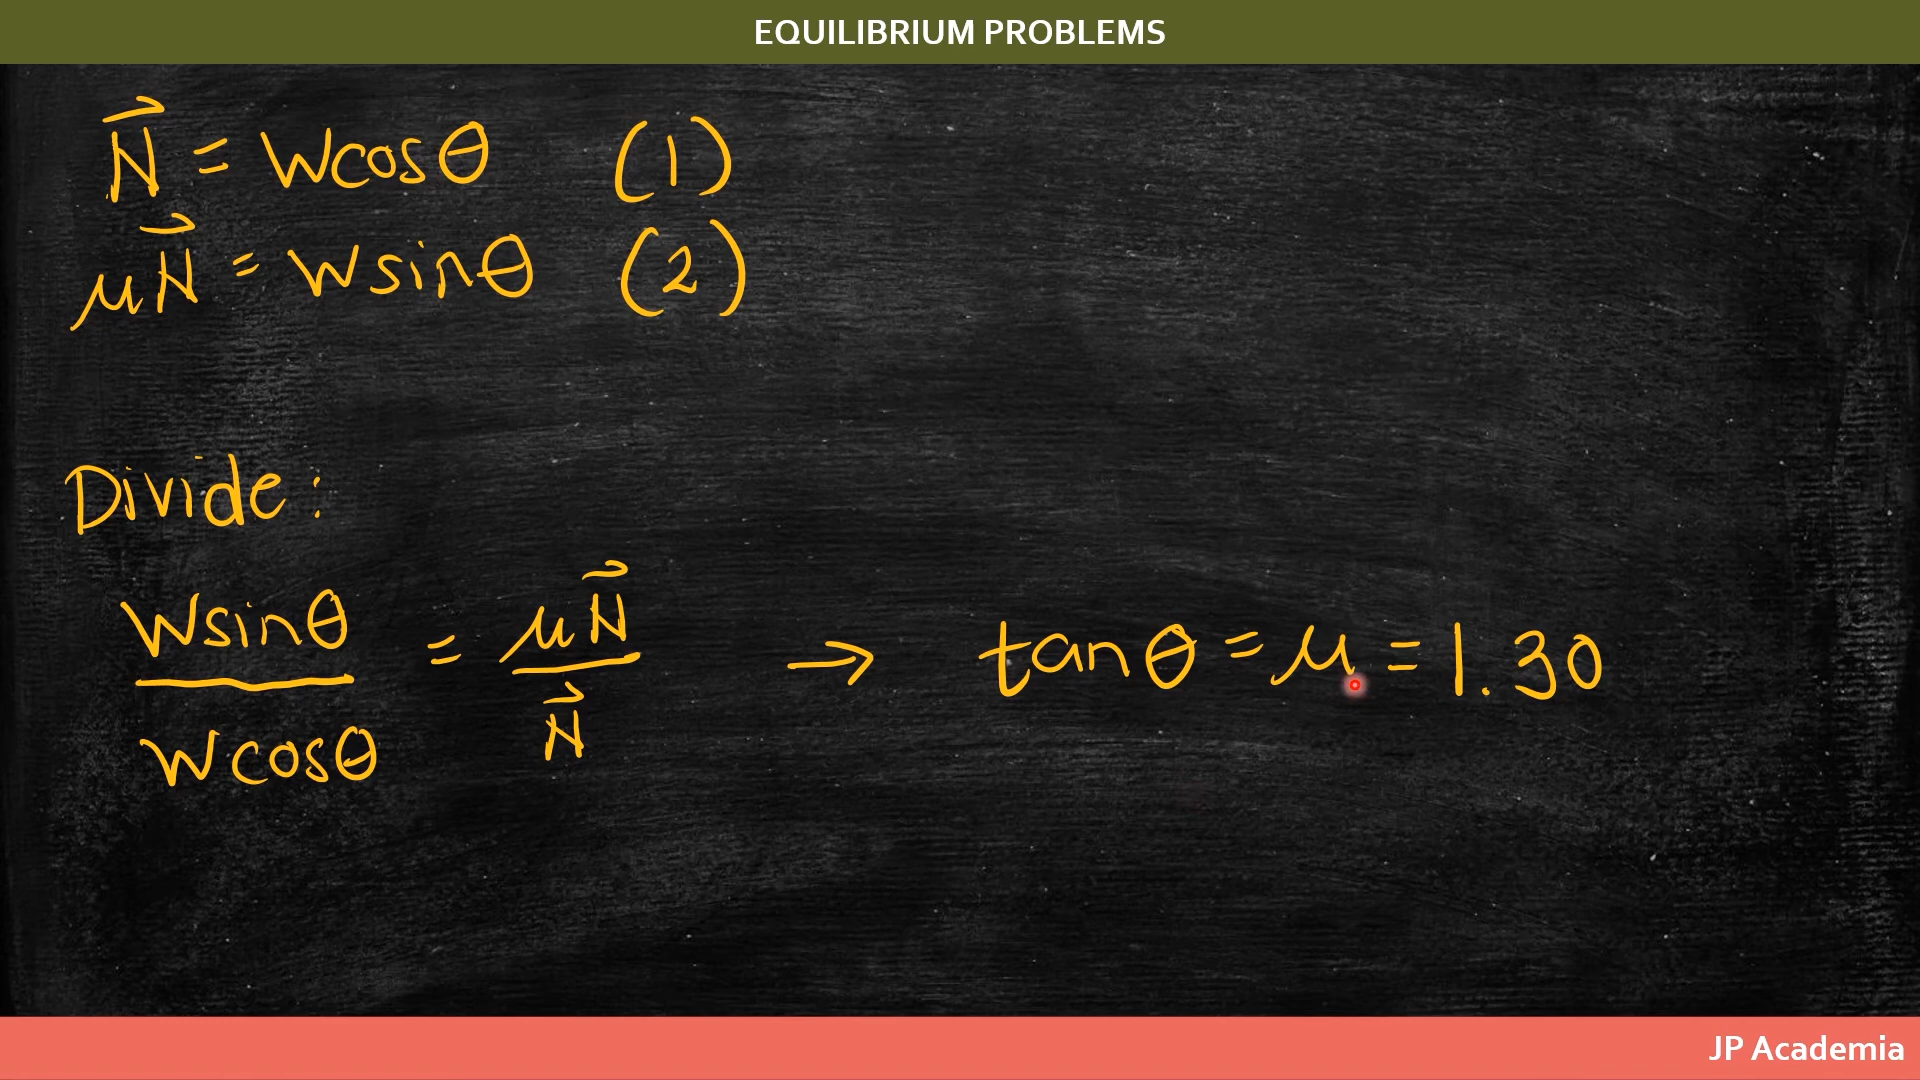 EQUILIBRIUM PROBLEMS
N⃗ = Wcosθ (1)
μN⃗ = Wsinθ (2)
Divide:
Wsinθ / Wcosθ = μN⃗ / N⃗ → tanθ = μ = 1.30
JP Academia